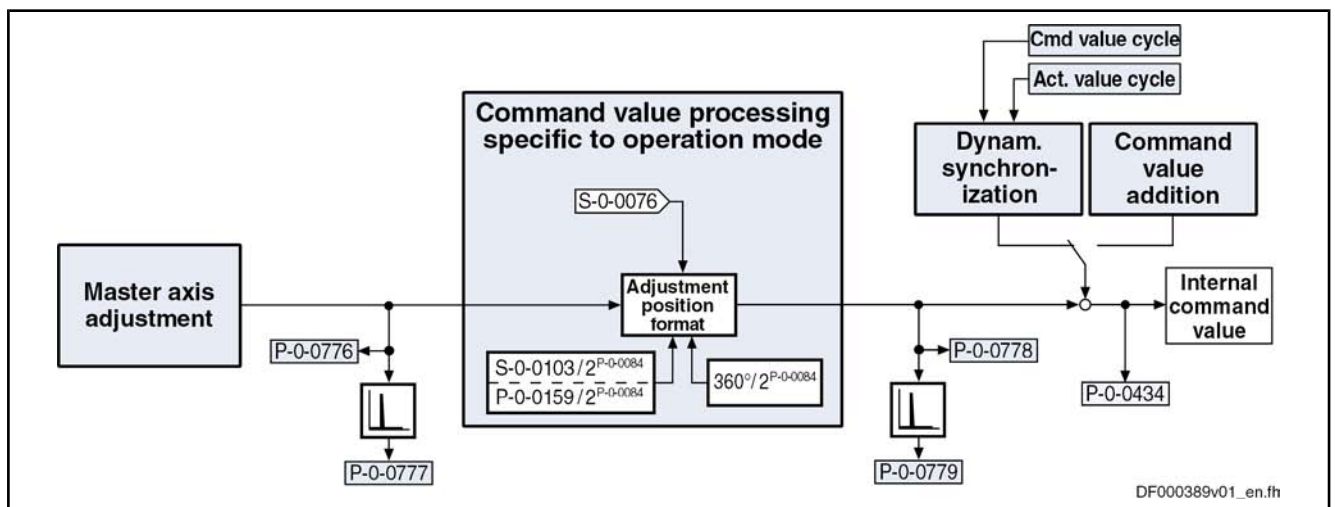 Cmd value cycle
Act. value cycle
Command value processing
specific to operation mode
Dynam.
synchron-
ization
Command
value
addition
S-0-0076
Master axis
adjustment
Adjustment
position
format
Internal
command
value
P-0-0776
S-0-0103/2^P-0-0084
P-0-0159/2^P-0-0084
360°/2^P-0-0084
P-0-0778
P-0-0434
P-0-0777
P-0-0779
DF000389v01_en.fh